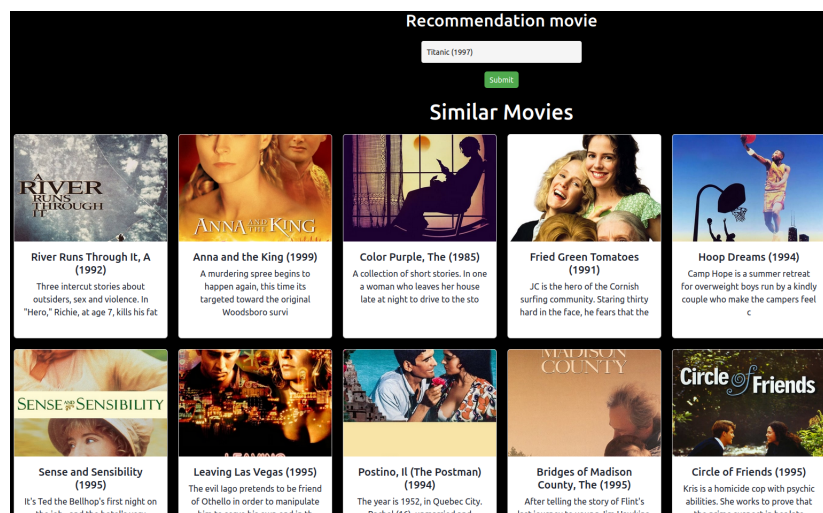 Recommendation movie
Titanic (1997)
Submit
Similar Movies
A
RIVER
RUNS
THROUGH
IT
River Runs Through It, A
(1992)
Three intercut stories about
outsiders, sex and violence. In
"Hero," Richie, at age 7, kills his fat
ANNA AND THE KING
Anna and the King (1999)
A murdering spree begins to
happen again, this time its
targeted toward the original
Woodsboro survi
Color Purple, The (1985)
A collection of short stories. In one
a woman who leaves her house
late at night to drive to the sto
Fried Green Tomatoes
(1991)
JC is the hero of the Cornish
surfing community. Staring thirty
hard in the face, he fears that the
Hoop Dreams (1994)
Camp Hope is a summer retreat
for overweight boys run by a kindly
couple who make the campers feel
c
SENSE AND SENSIBILITY
Sense and Sensibility
(1995)
It's Ted the Bellhop's first night on
LEAVING
Leaving Las Vegas (1995)
The evil Iago pretends to be friend
of Othello in order to manipulate
Postino, Il (The Postman)
(1994)
The year is 1952, in Quebec City.
MADISON
COUNTY
Bridges of Madison
County, The (1995)
After telling the story of Flint's
Circle of Friends
Circle of Friends (1995)
Kris is a homicide cop with psychic
abilities. She works to prove that